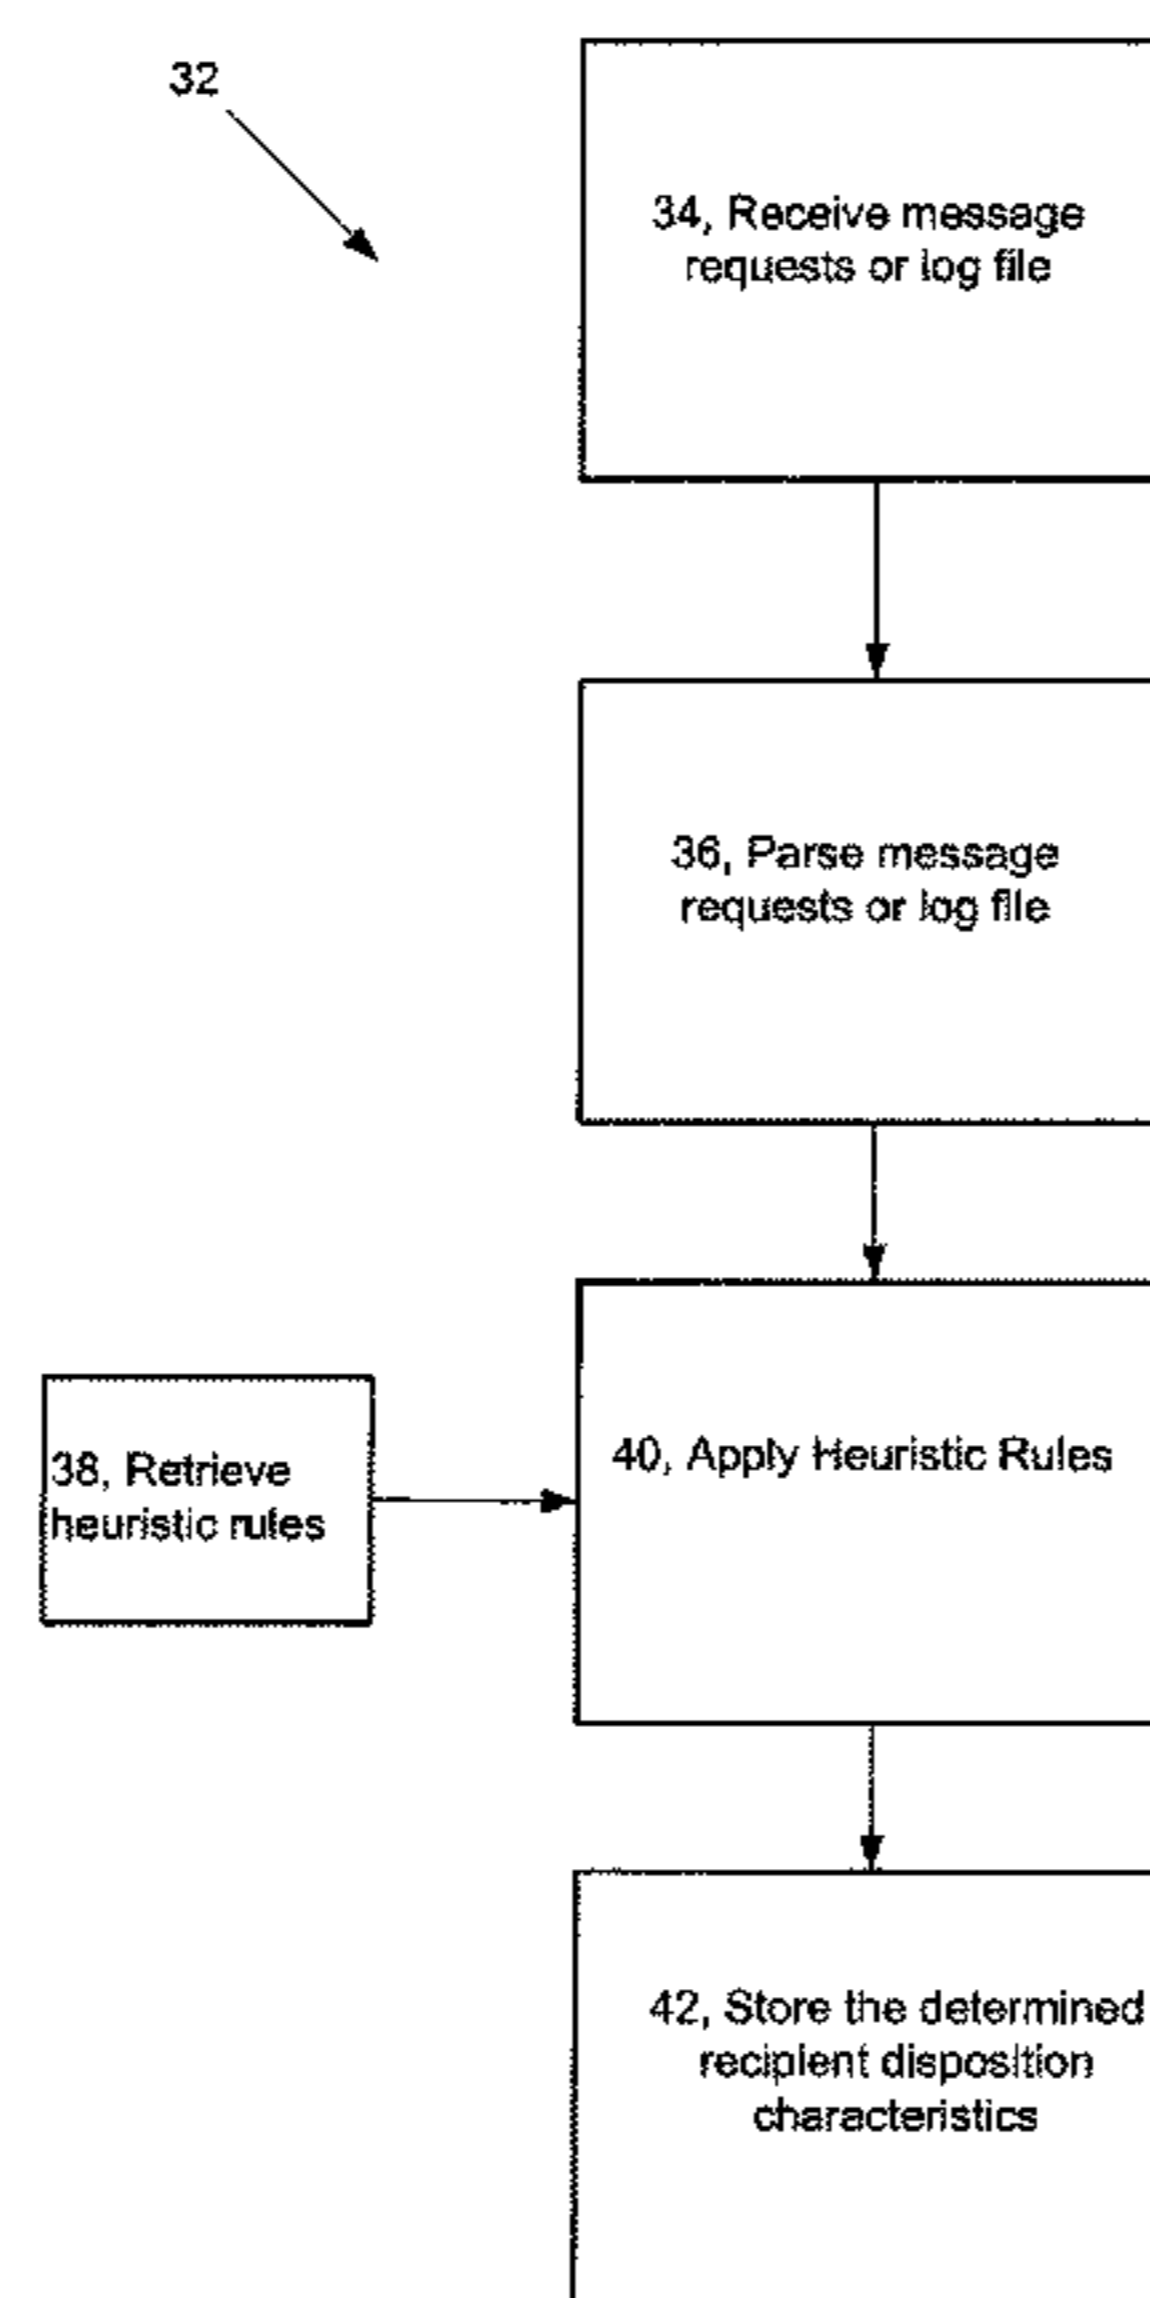 32
34, Receive message
requests or log file
36, Parse message
requests or log file
38, Retrieve
heuristic rules
40, Apply Heuristic Rules
42, Store the determined
recipient disposition
characteristics